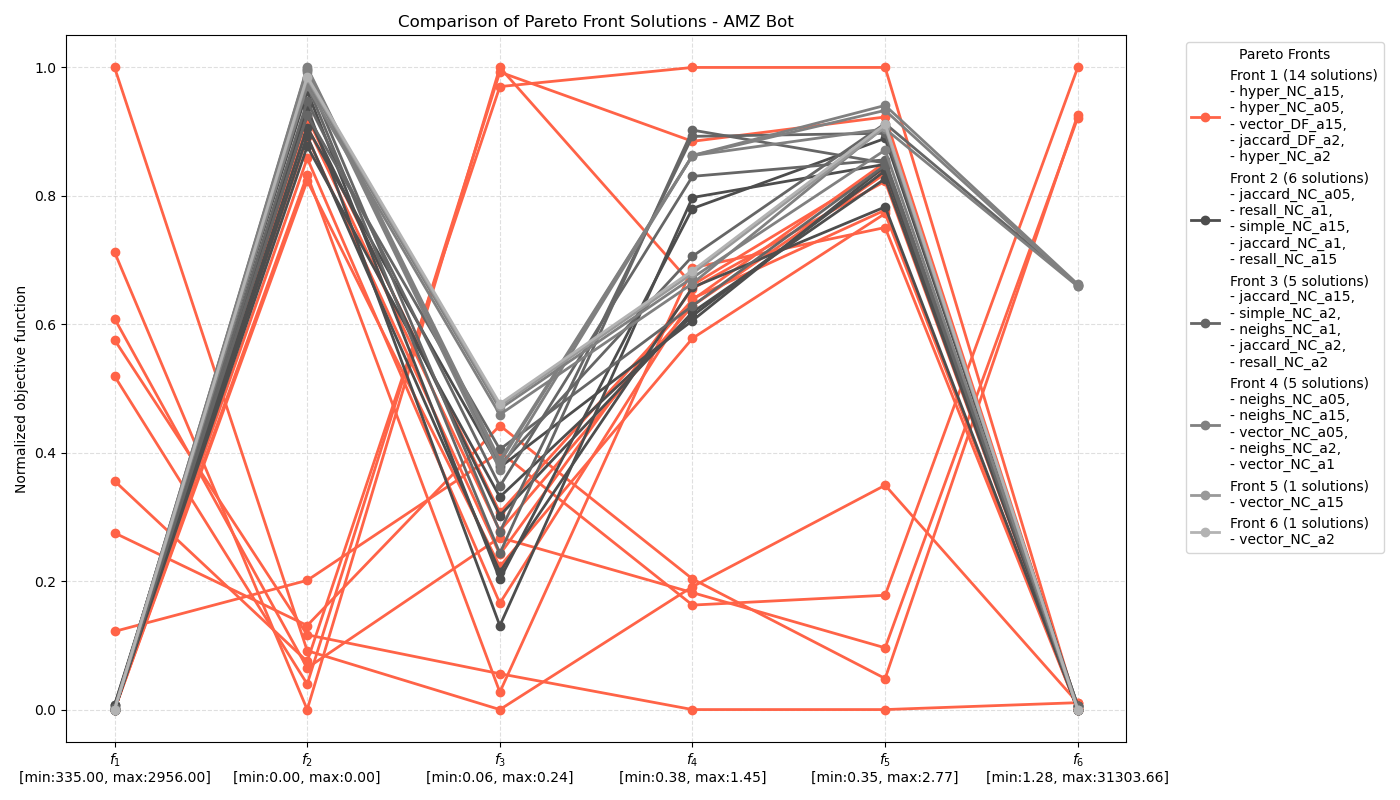 Comparison of Pareto Front Solutions - AMZ Bot
Normalized objective function
1.0
0.8
0.6
0.4
0.2
0.0
f1
[min:335.00, max:2956.00]
f2
[min:0.00, max:0.00]
f3
[min:0.06, max:0.24]
f4
[min:0.38, max:1.45]
f5
[min:0.35, max:2.77]
f6
[min:1.28, max:31303.66]
Pareto Fronts
Front 1 (14 solutions)
- hyper_NC_a15,
- hyper_NC_a05,
- vector_DF_a15,
- jaccard_DF_a2,
- hyper_NC_a2
Front 2 (6 solutions)
- jaccard_NC_a05,
- resall_NC_a1,
- simple_NC_a15,
- jaccard_NC_a1,
- resall_NC_a15
Front 3 (5 solutions)
- jaccard_NC_a15,
- simple_NC_a2,
- neighs_NC_a1,
- jaccard_NC_a2,
- resall_NC_a2
Front 4 (5 solutions)
- neighs_NC_a05,
- neighs_NC_a15,
- vector_NC_a05,
- neighs_NC_a2,
- vector_NC_a1
Front 5 (1 solutions)
- vector_NC_a15
Front 6 (1 solutions)
- vector_NC_a2